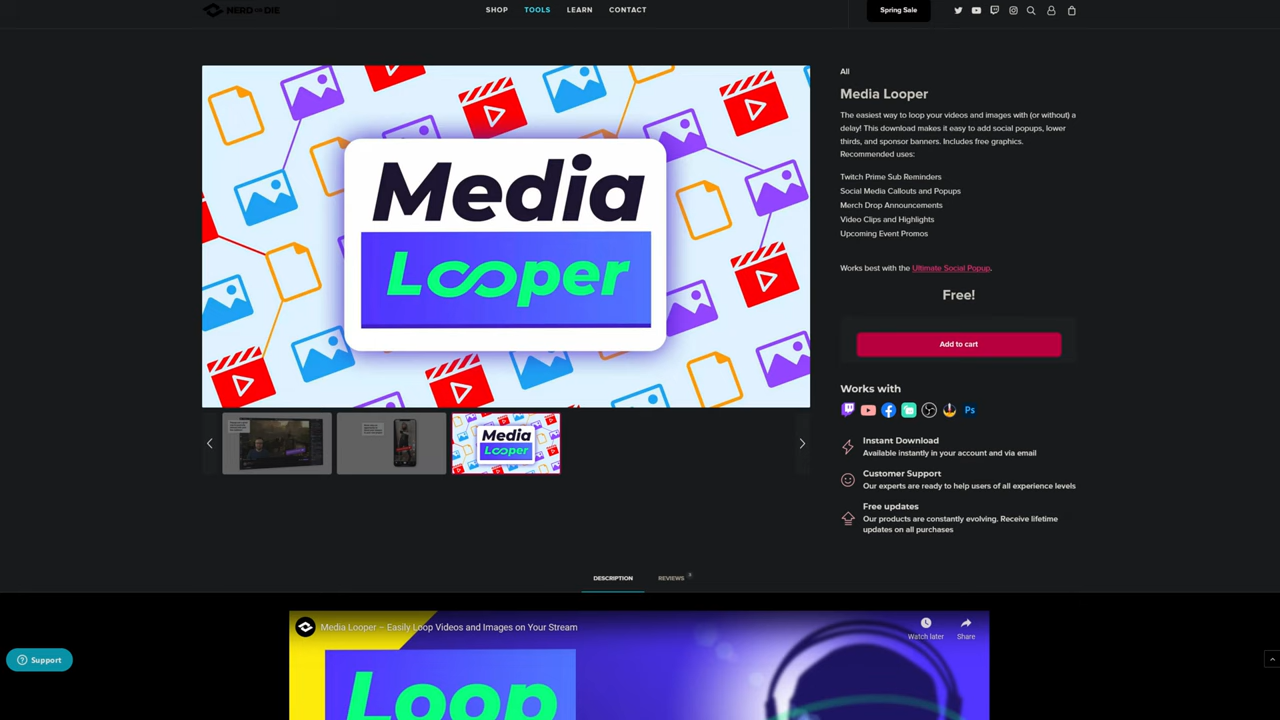 NERD OR DIE
SHOP
TOOLS
LEARN
CONTACT
Spring Sale
Media
Looper
Media
Looper
All
Media Looper
The easiest way to loop your videos and images with (or without) a
delay! This download makes it easy to add social popups, lower
thirds, and sponsor banners. Includes free graphics.
Recommended uses:
Twitch Prime Sub Reminders
Social Media Callouts and Popups
Merch Drop Announcements
Video Clips and Highlights
Upcoming Event Promos
Works best with the Ultimate Social Popup.
Free!
Add to cart
Works with
Ps
Instant Download
Available instantly in your account and via email
Customer Support
Our experts are ready to help users of all experience levels
Free updates
Our products are constantly evolving. Receive lifetime
updates on all purchases
DESCRIPTION
REVIEWS
Media Looper – Easily Loop Videos and Images on Your Stream
Watch later
Share
Loop
Support